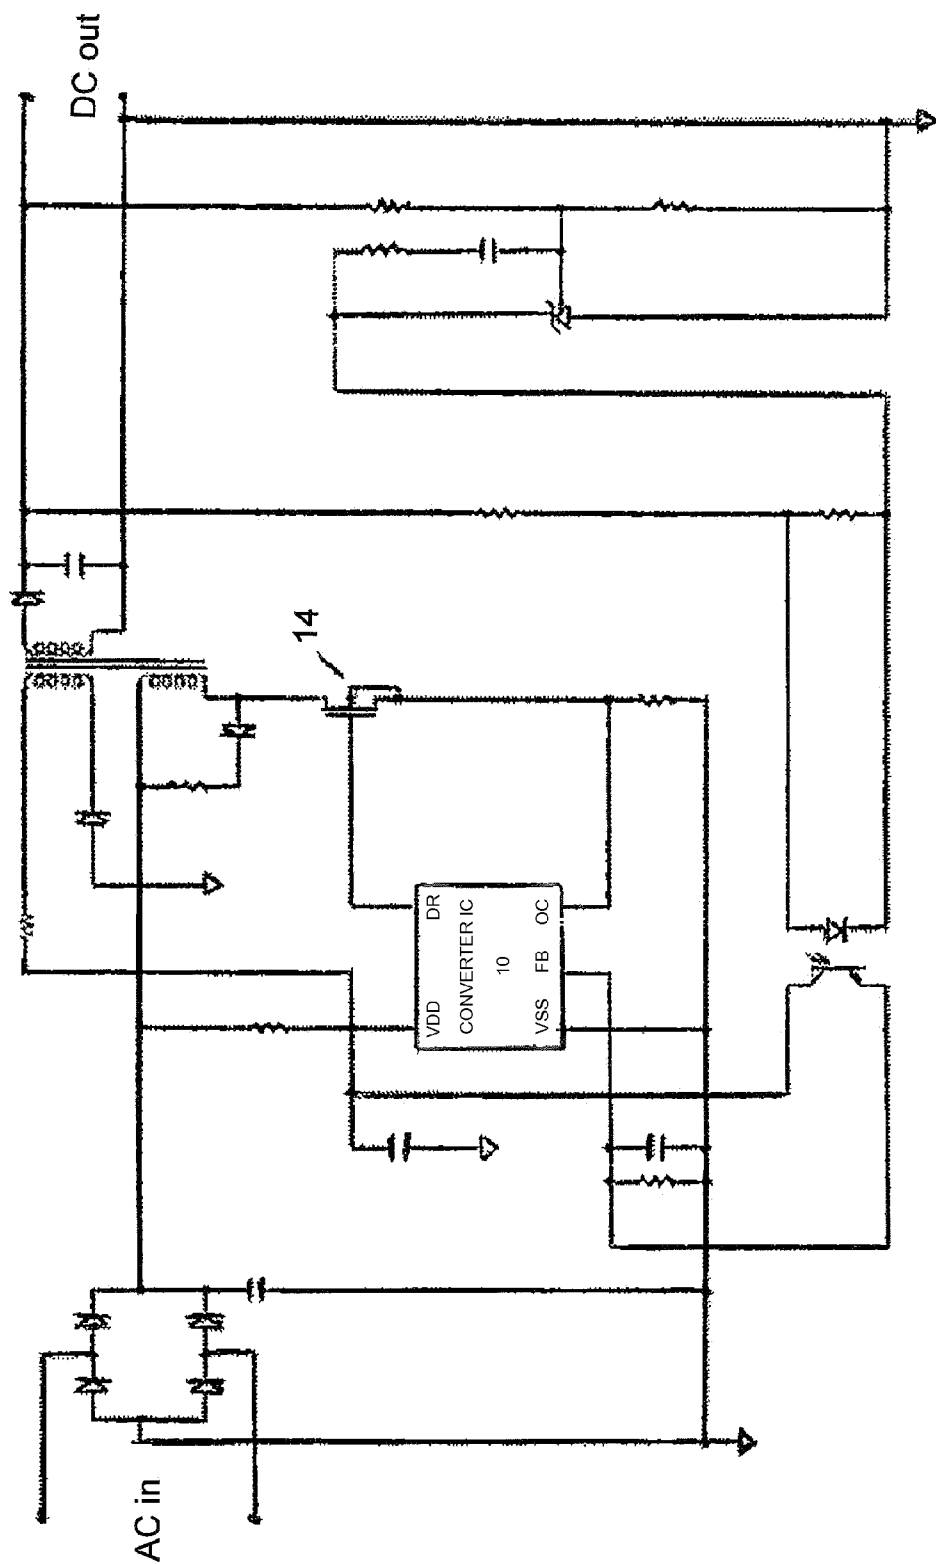 AC in
DC out
14
VDD
DR
CONVERTER IC
10
VSS
FB
OC